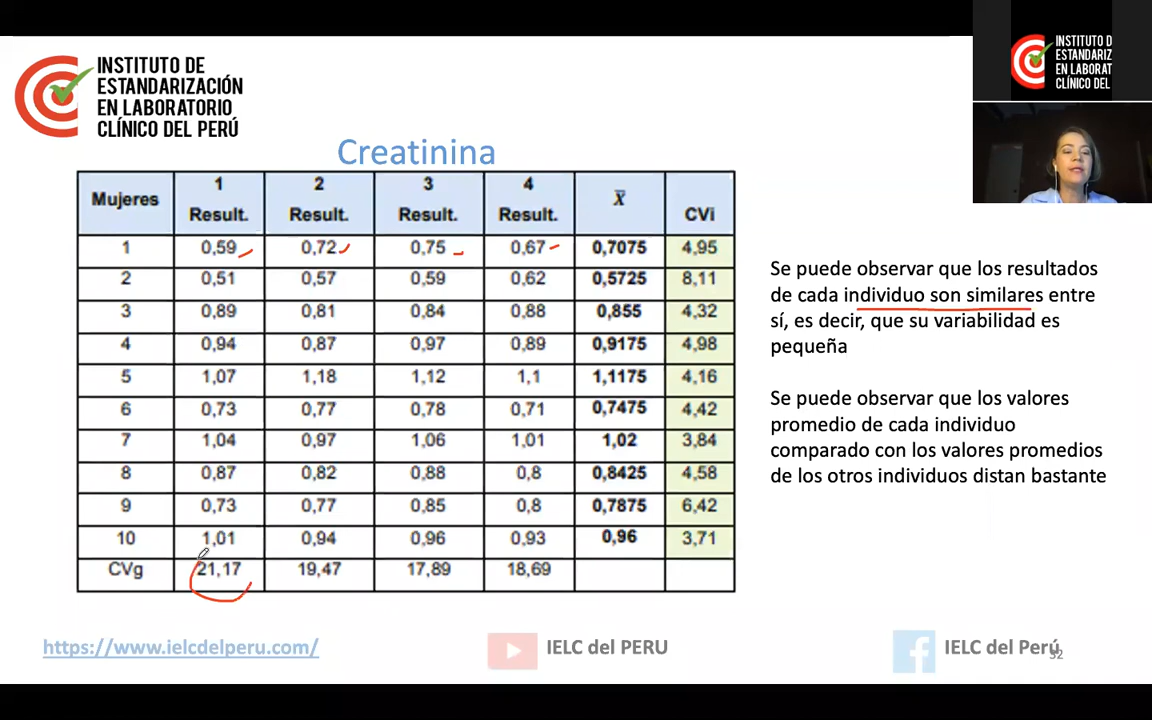 INSTITUTO DE
ESTANDARIZACIÓN
EN LABORATORIO
CLÍNICO DEL PERÚ
INSTITUTO D
ESTANDARIZ
EN LABORAT
CLÍNICO DEL
Creatinina
Mujeres 1 Result. 2 Result. 3 Result. 4 Result. X̄ CVi
1 0,59 0,72 0,75 0,67 0,7075 4,95
2 0,51 0,57 0,59 0,62 0,5725 8,11
3 0,89 0,81 0,84 0,88 0,855 4,32
4 0,94 0,87 0,97 0,89 0,9175 4,98
5 1,07 1,18 1,12 1,1 1,1175 4,16
6 0,73 0,77 0,78 0,71 0,7475 4,42
7 1,04 0,97 1,06 1,01 1,02 3,84
8 0,87 0,82 0,88 0,8 0,8425 4,58
9 0,73 0,77 0,85 0,8 0,7875 6,42
10 1,01 0,94 0,96 0,93 0,96 3,71
CVg 21,17 19,47 17,89 18,69
Se puede observar que los resultados
de cada individuo son similares entre
sí, es decir, que su variabilidad es
pequeña
Se puede observar que los valores
promedio de cada individuo
comparado con los valores promedios
de los otros individuos distan bastante
https://www.ielcdelperu.com/
IELC del PERU
IELC del Perú
32